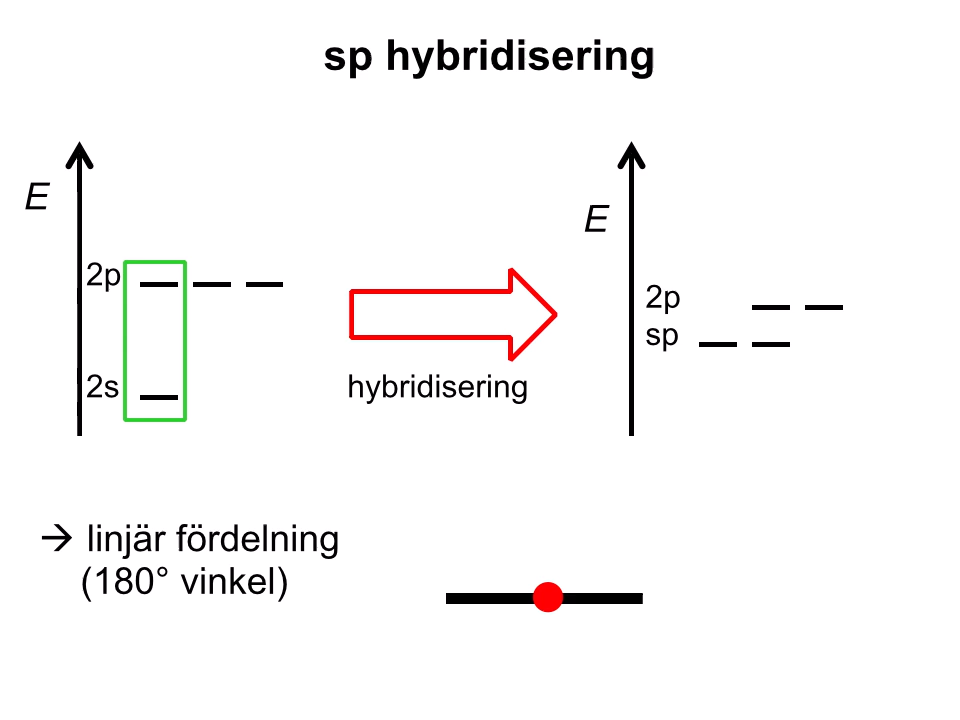 sp hybridisering
E
E
2p
2p
sp
2s
hybridisering
→ linjär fördelning
(180° vinkel)